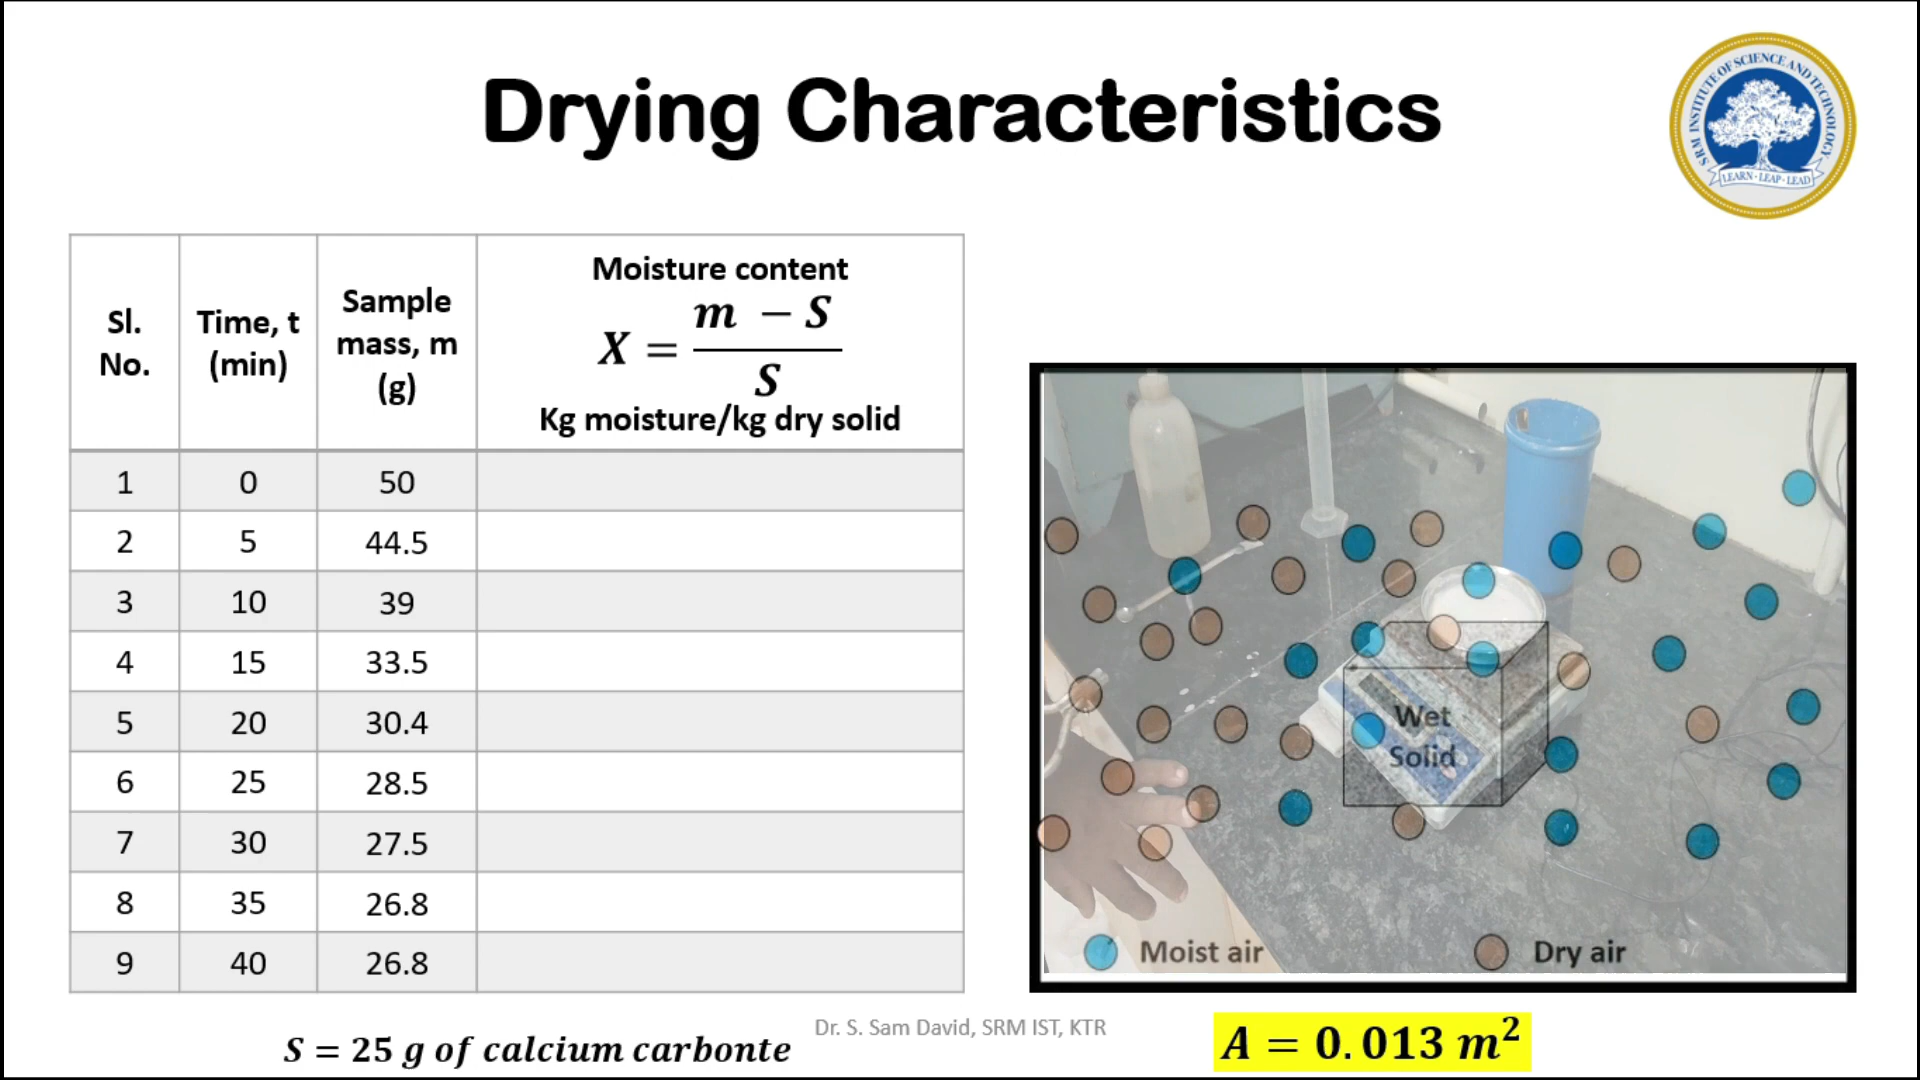 Drying Characteristics
SRM INSTITUTE OF SCIENCE AND TECHNOLOGY
LEARN · LEAP · LEAD
Sl. No. Time, t (min) Sample mass, m (g) Moisture content X = (m − S) / S Kg moisture/kg dry solid
1 0 50
2 5 44.5
3 10 39
4 15 33.5
5 20 30.4
6 25 28.5
7 30 27.5
8 35 26.8
9 40 26.8
Wet
Solid
Moist air
Dry air
S = 25 g of calcium carbonte
Dr. S. Sam David, SRM IST, KTR
A = 0.013 m²